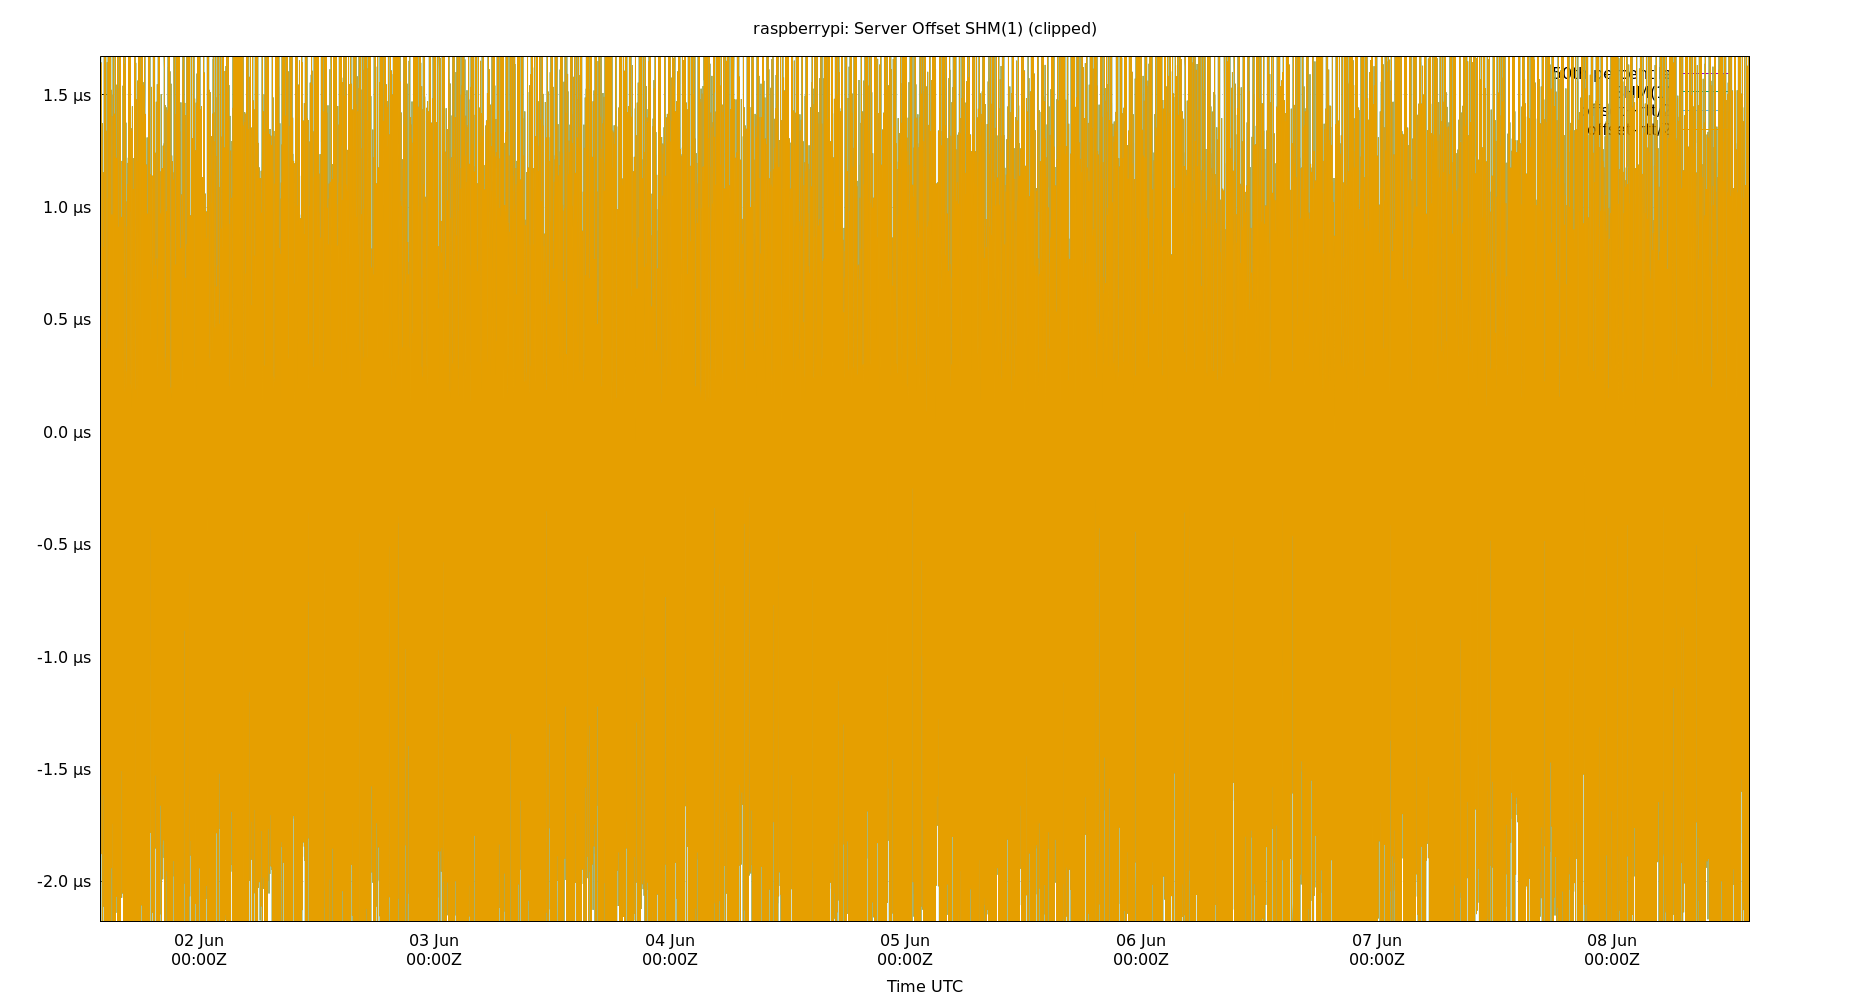 raspberrypi: Server Offset SHM(1) (clipped)
1.5 µs
1.0 µs
0.5 µs
0.0 µs
-0.5 µs
-1.0 µs
-1.5 µs
-2.0 µs
02 Jun 03 Jun 04 Jun 05 Jun 06 Jun 07 Jun 08 Jun
00:00Z 00:00Z 00:00Z 00:00Z 00:00Z 00:00Z 00:00Z
Time UTC